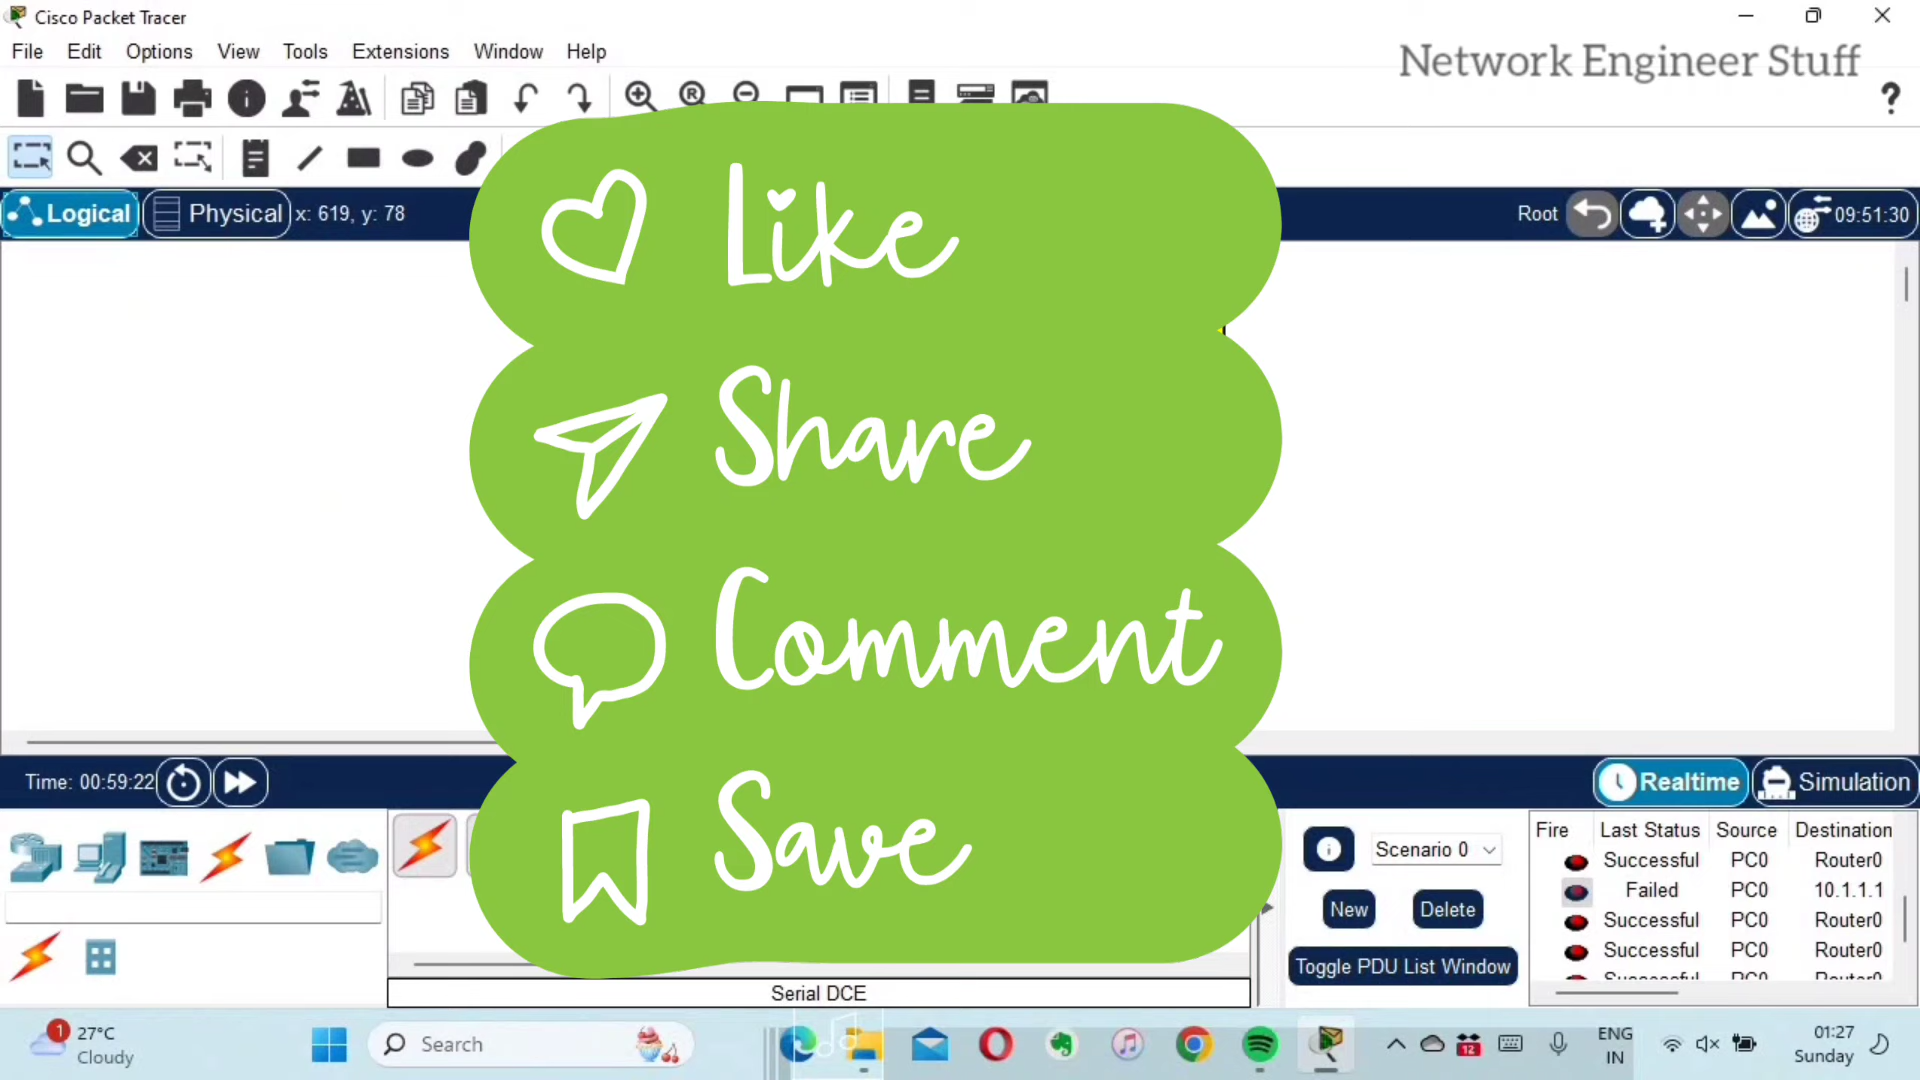 Cisco Packet Tracer
File Edit Options View Tools Extensions Window Help
Network Engineer Stuff
R
?
Logical Physical x: 619, y: 78
Root 09:51:30
Like
Share
Comment
Save
Time: 00:59:22
Realtime Simulation
Scenario 0
New Delete
Toggle PDU List Window
Fire Last Status Source Destination
Successful PC0 Router0
Failed PC0 10.1.1.1
Successful PC0 Router0
Successful PC0 Router0
Serial DCE
1
27°C
Cloudy
Search
12
ENG
IN
01:27
Sunday